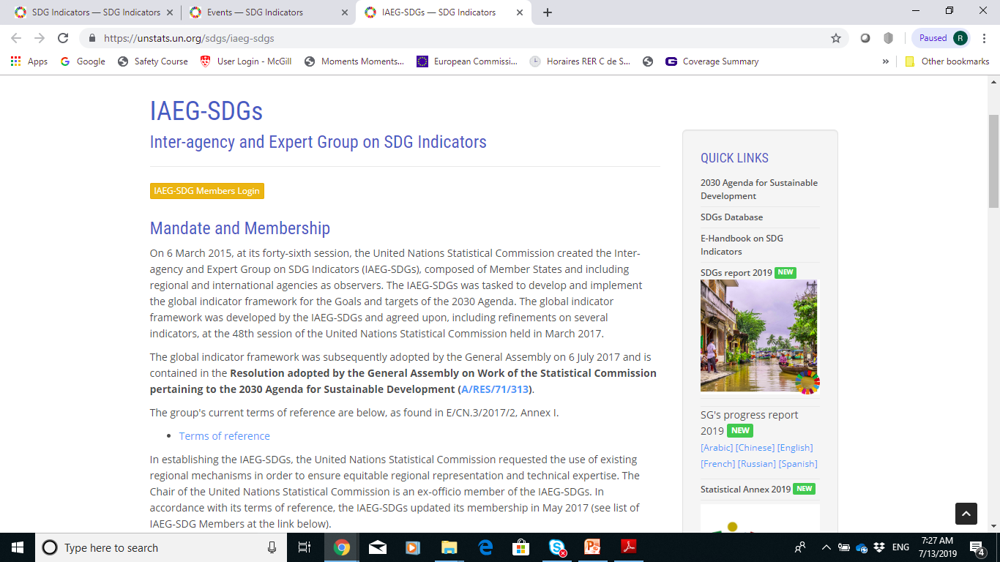 SDG Indicators — SDG Indicators
Events — SDG Indicators
IAEG-SDGs — SDG Indicators
https://unstats.un.org/sdgs/iaeg-sdgs
Paused R
Apps
Google
Safety Course
User Login - McGill
Moments Moments...
European Commissi...
Horaires RER C de S...
G Coverage Summary
»
Other bookmarks
IAEG-SDGs
Inter-agency and Expert Group on SDG Indicators
IAEG-SDG Members Login
Mandate and Membership
On 6 March 2015, at its forty-sixth session, the United Nations Statistical Commission created the Inter-
agency and Expert Group on SDG Indicators (IAEG-SDGs), composed of Member States and including
regional and international agencies as observers. The IAEG-SDGs was tasked to develop and implement
the global indicator framework for the Goals and targets of the 2030 Agenda. The global indicator
framework was developed by the IAEG-SDGs and agreed upon, including refinements on several
indicators, at the 48th session of the United Nations Statistical Commission held in March 2017.
The global indicator framework was subsequently adopted by the General Assembly on 6 July 2017 and is
contained in the Resolution adopted by the General Assembly on Work of the Statistical Commission
pertaining to the 2030 Agenda for Sustainable Development (A/RES/71/313).
The group's current terms of reference are below, as found in E/CN.3/2017/2, Annex I.
• Terms of reference
In establishing the IAEG-SDGs, the United Nations Statistical Commission requested the use of existing
regional mechanisms in order to ensure equitable regional representation and technical expertise. The
Chair of the United Nations Statistical Commission is an ex-officio member of the IAEG-SDGs. In
accordance with its terms of reference, the IAEG-SDGs updated its membership in May 2017 (see list of
IAEG-SDG Members at the link below).
QUICK LINKS
2030 Agenda for Sustainable
Development
SDGs Database
E-Handbook on SDG
Indicators
SDGs report 2019 NEW
SG's progress report
2019 NEW
[Arabic] [Chinese] [English]
[French] [Russian] [Spanish]
Statistical Annex 2019 NEW
Type here to search
ENG
7:27 AM
7/13/2019
4